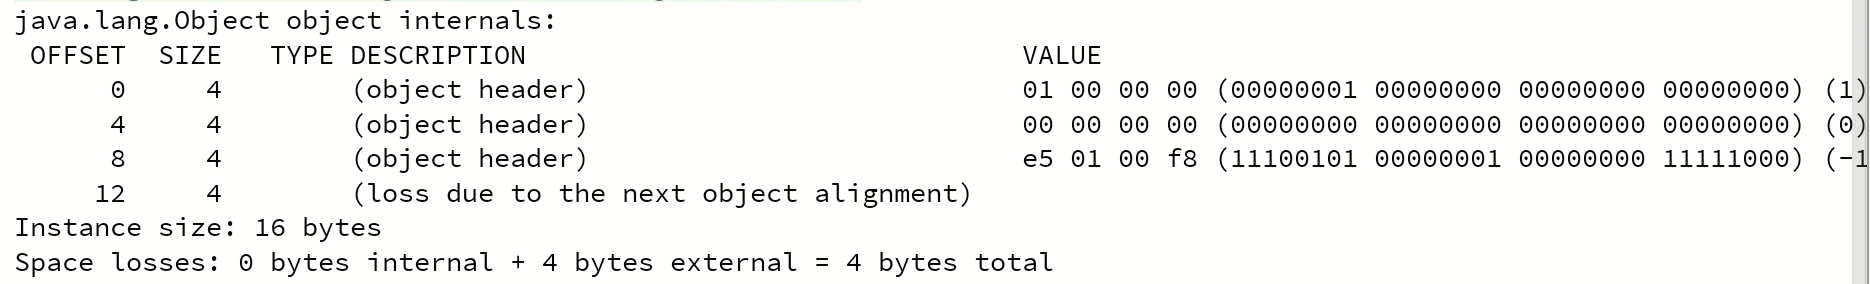 java.lang.Object object internals:
OFFSET  SIZE   TYPE DESCRIPTION                               VALUE
0     4        (object header)                           01 00 00 00 (00000001 00000000 00000000 00000000) (1)
4     4        (object header)                           00 00 00 00 (00000000 00000000 00000000 00000000) (0)
8     4        (object header)                           e5 01 00 f8 (11100101 00000001 00000000 11111000) (-1
12     4        (loss due to the next object alignment)
Instance size: 16 bytes
Space losses: 0 bytes internal + 4 bytes external = 4 bytes total